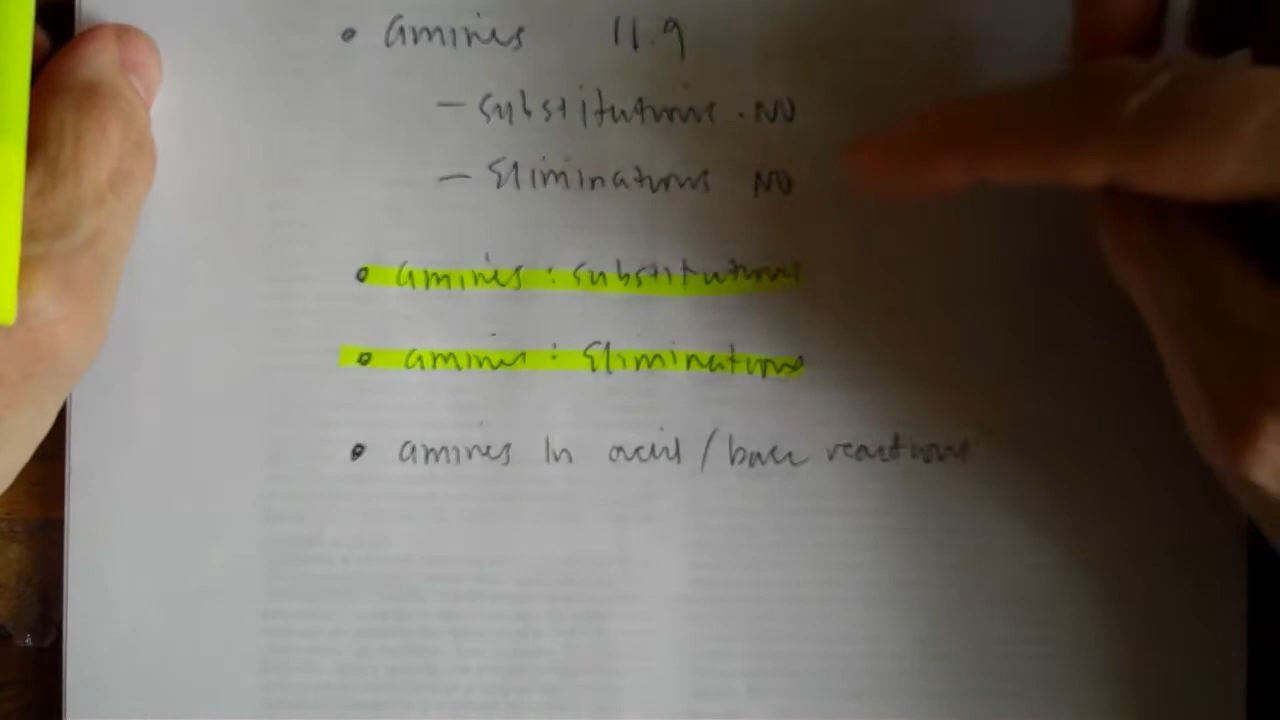 • amines 11.9
— substitutions . NO
— Eliminations NO
• amines : substitutions
• amines : Eliminations
• amines in acid / base reactions